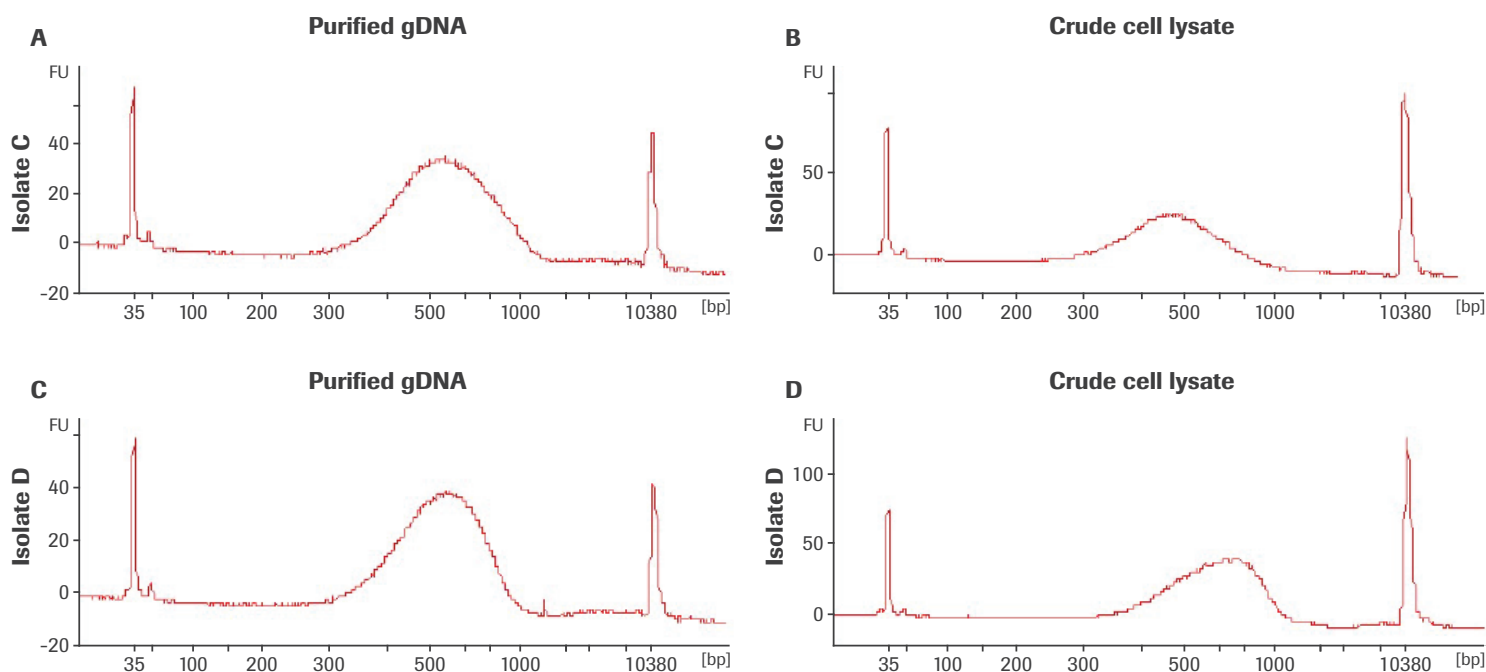 A
Purified gDNA
FU
Isolate C
40
20
0
–20
35 100 200 300 500 1000 10380 [bp]
B
Crude cell lysate
FU
Isolate C
50
0
35 100 200 300 500 1000 10380 [bp]
C
Purified gDNA
FU
Isolate D
40
20
0
–20
35 100 200 300 500 1000 10380 [bp]
D
Crude cell lysate
FU
Isolate D
100
50
0
35 100 200 300 500 1000 10380 [bp]